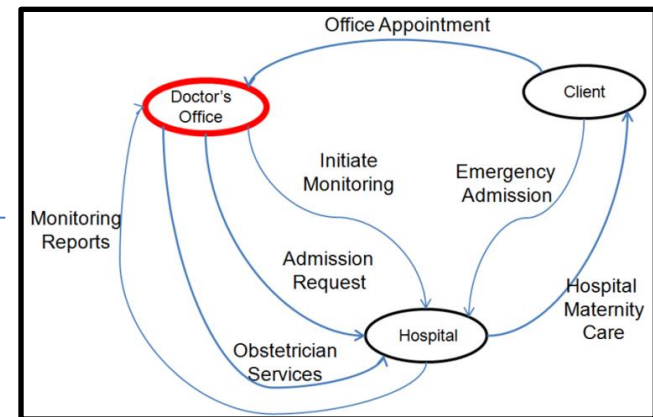 Office Appointment
Doctor's
Office
Client
Initiate
Monitoring
Emergency
Admission
Monitoring
Reports
Admission
Request
Hospital
Maternity
Care
Hospital
Obstetrician
Services